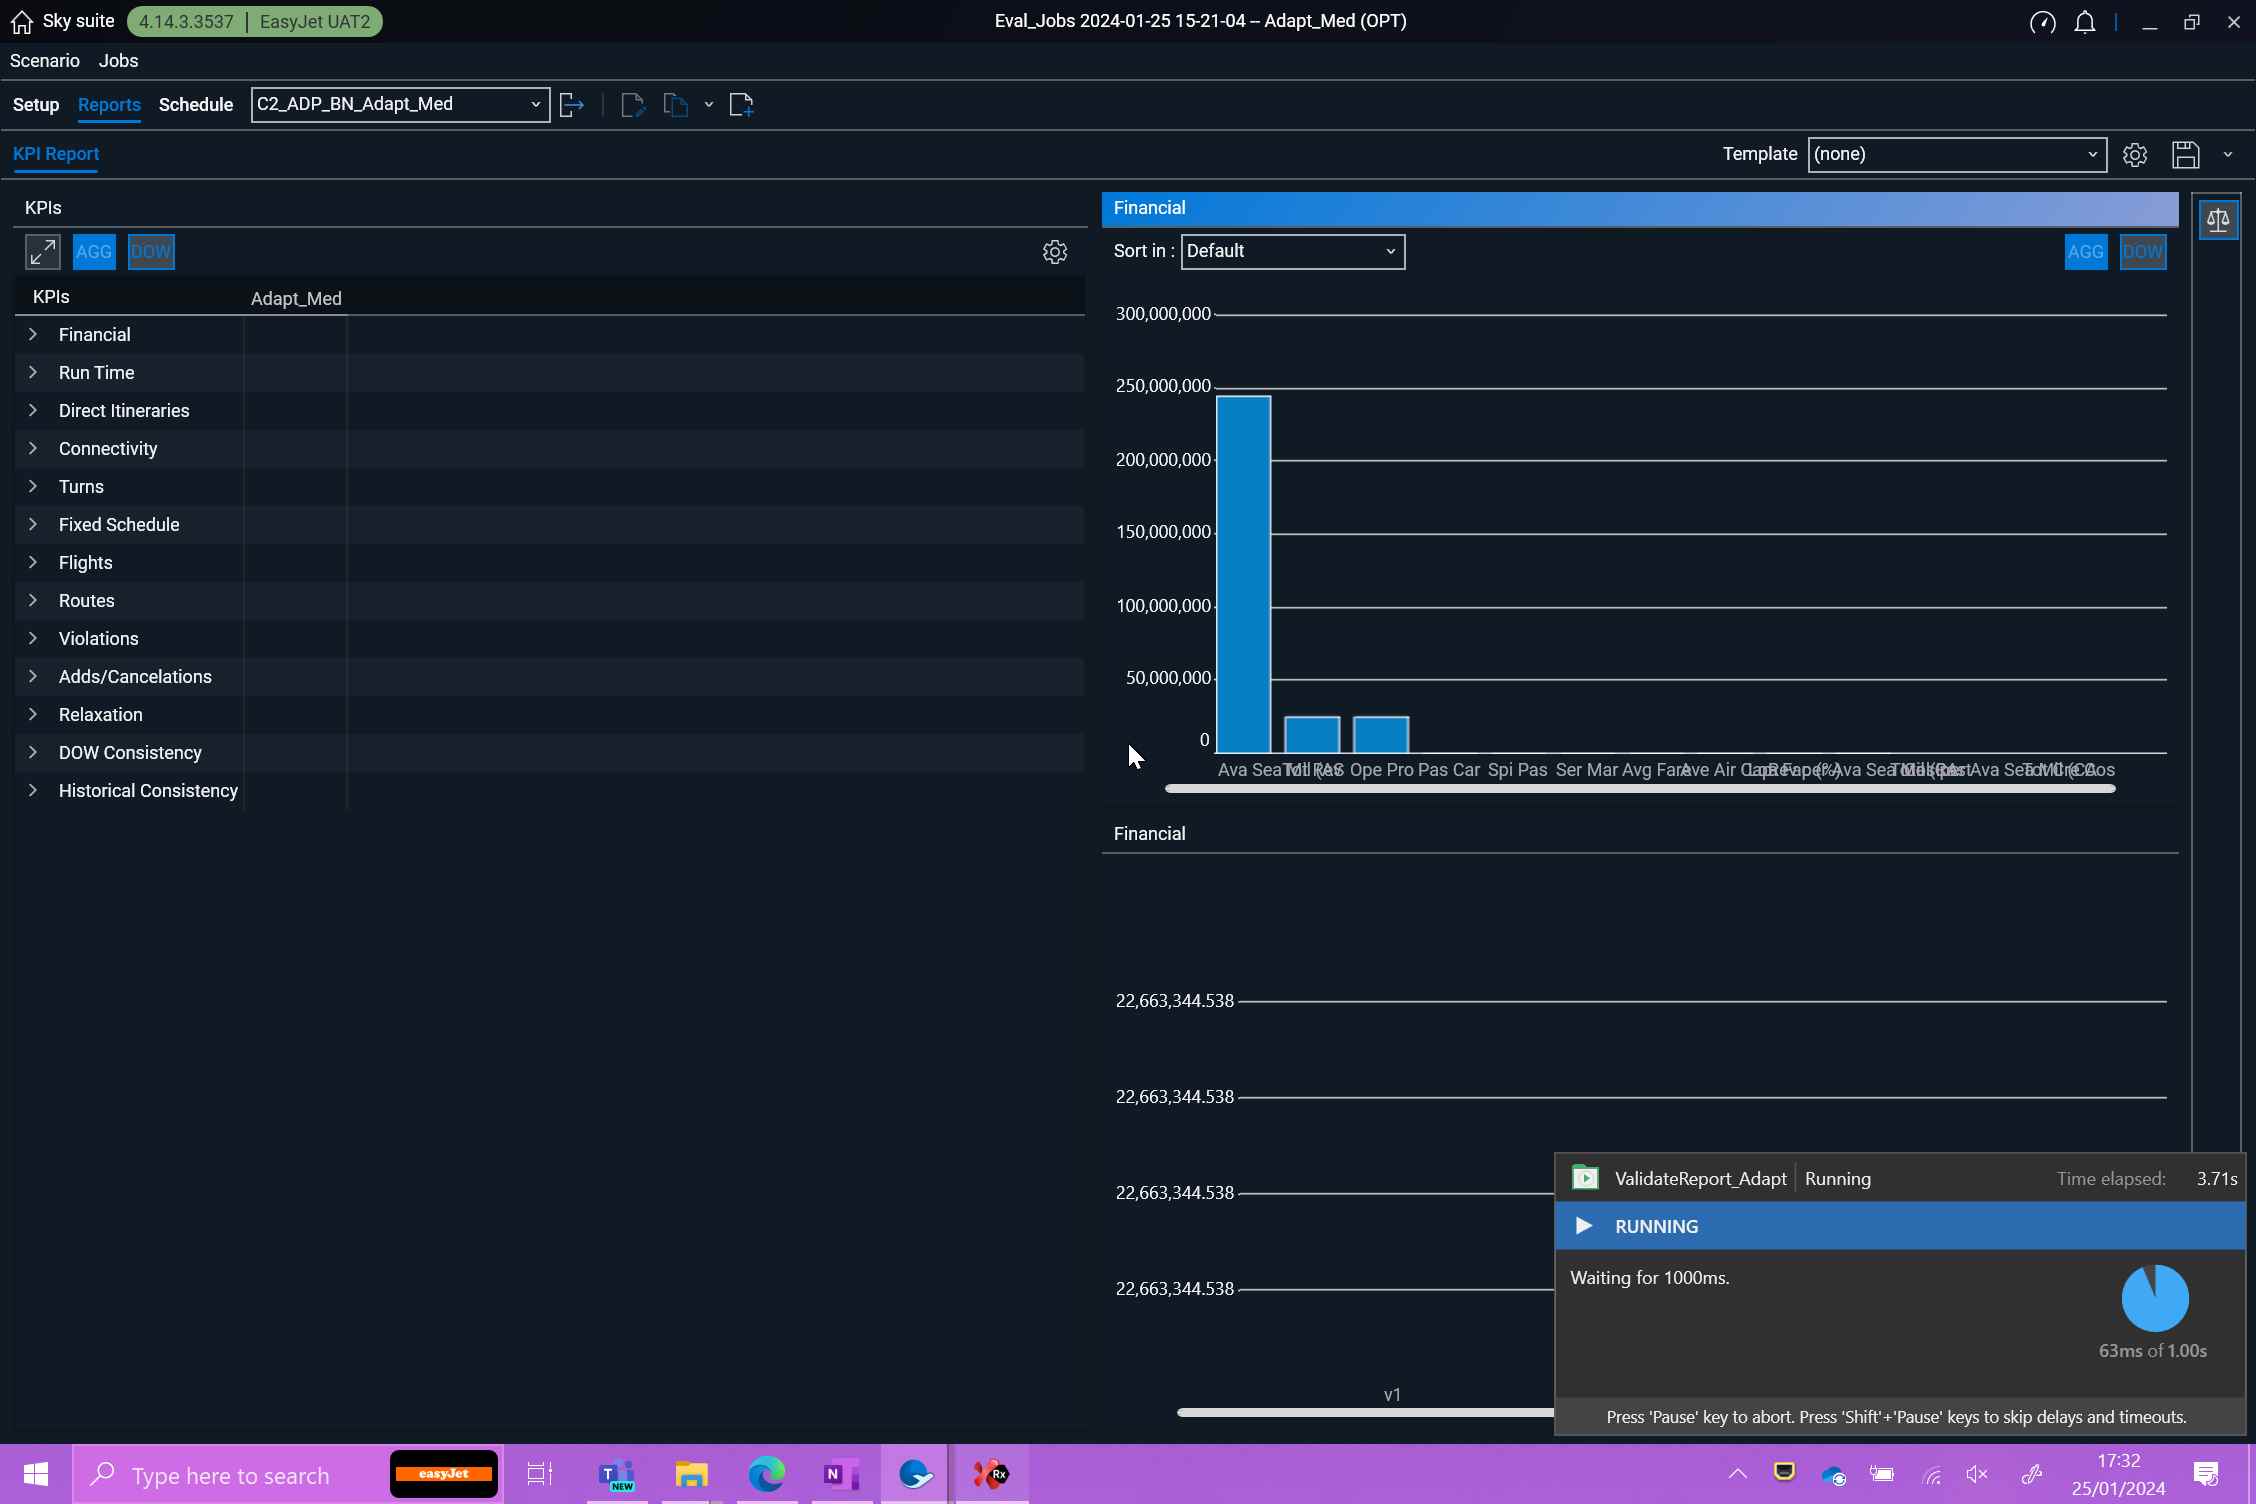 Sky suite 4.14.3.3537 | EasyJet UAT2 Eval_Jobs 2024-01-25 15-21-04 -- Adapt_Med (OPT)
Scenario Jobs
Setup Reports Schedule C2_ADP_BN_Adapt_Med
KPI Report Template (none)
KPIs
AGG DOW
KPIs Adapt_Med
Financial
Run Time
Direct Itineraries
Connectivity
Turns
Fixed Schedule
Flights
Routes
Violations
Adds/Cancelations
Relaxation
DOW Consistency
Historical Consistency
Financial
Sort in : Default AGG DOW
300,000,000
250,000,000
200,000,000
150,000,000
100,000,000
50,000,000
0
Ava Sea Mil (AS Tot Rev Ope Pro Pas Car Spi Pas Ser Mar Avg Fare Ave Air Cap Ava Sea Ava Sea Mil (CA
Financial
22,663,344.538
22,663,344.538
22,663,344.538
22,663,344.538
v1
ValidateReport_Adapt Running Time elapsed: 3.71s
RUNNING
Waiting for 1000ms.
63ms of 1.00s
Press 'Pause' key to abort. Press 'Shift'+'Pause' keys to skip delays and timeouts.
Type here to search
easyJet
T
NEW
N
Rx
17:32
25/01/2024